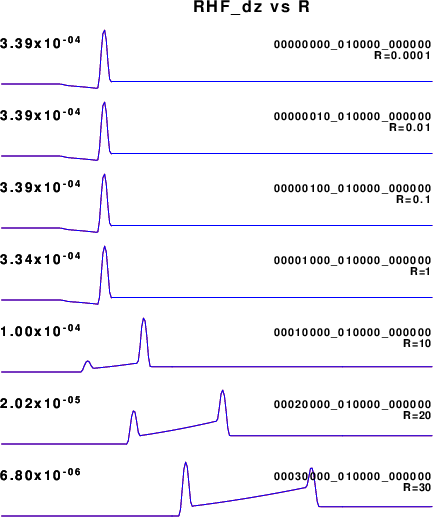 RHF_dz vs R
3.39x10^-04 00000000_010000_000000
R=0.0001
3.39x10^-04 00000010_010000_000000
R=0.01
3.39x10^-04 00000100_010000_000000
R=0.1
3.34x10^-04 00001000_010000_000000
R=1
1.00x10^-04 00010000_010000_000000
R=10
2.02x10^-05 00020000_010000_000000
R=20
6.80x10^-06 00030000_010000_000000
R=30